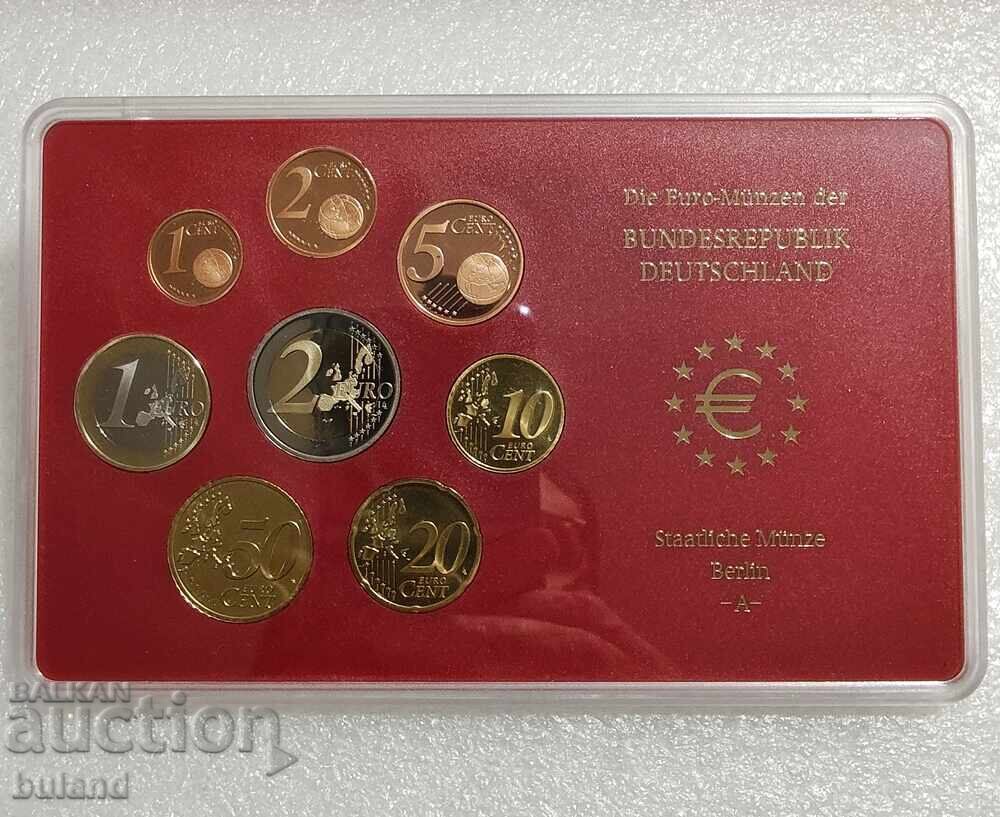 2
CENT
1
EURO
CENT
5
EURO
CENT
1
EURO
2
EURO
10
EURO
CENT
50
EURO
CENT
20
EURO
CENT
Die Euro-Münzen der
BUNDESREPUBLIK
DEUTSCHLAND
€
Staatliche Münze
Berlin
–A–
BALKAN
auction
buland